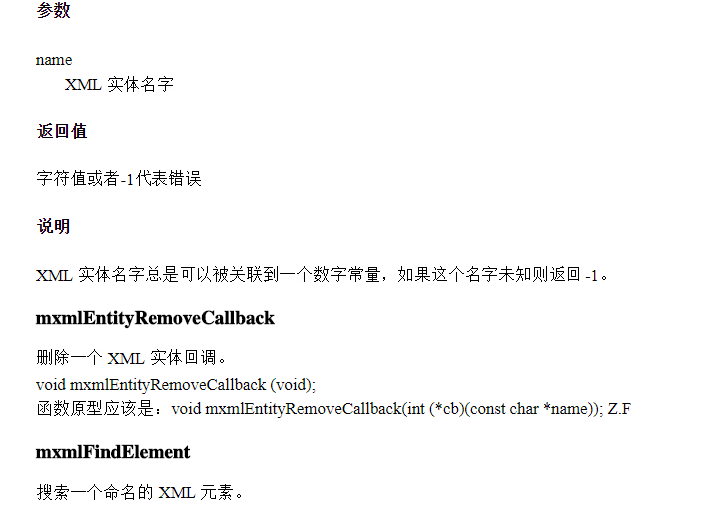 参数
name
XML 实体名字
返回值
字符值或者-1代表错误
说明
XML 实体名字总是可以被关联到一个数字常量，如果这个名字未知则返回 -1。
mxmlEntityRemoveCallback
删除一个 XML 实体回调。
void mxmlEntityRemoveCallback (void);
函数原型应该是：void mxmlEntityRemoveCallback(int (*cb)(const char *name)); Z.F
mxmlFindElement
搜索一个命名的 XML 元素。